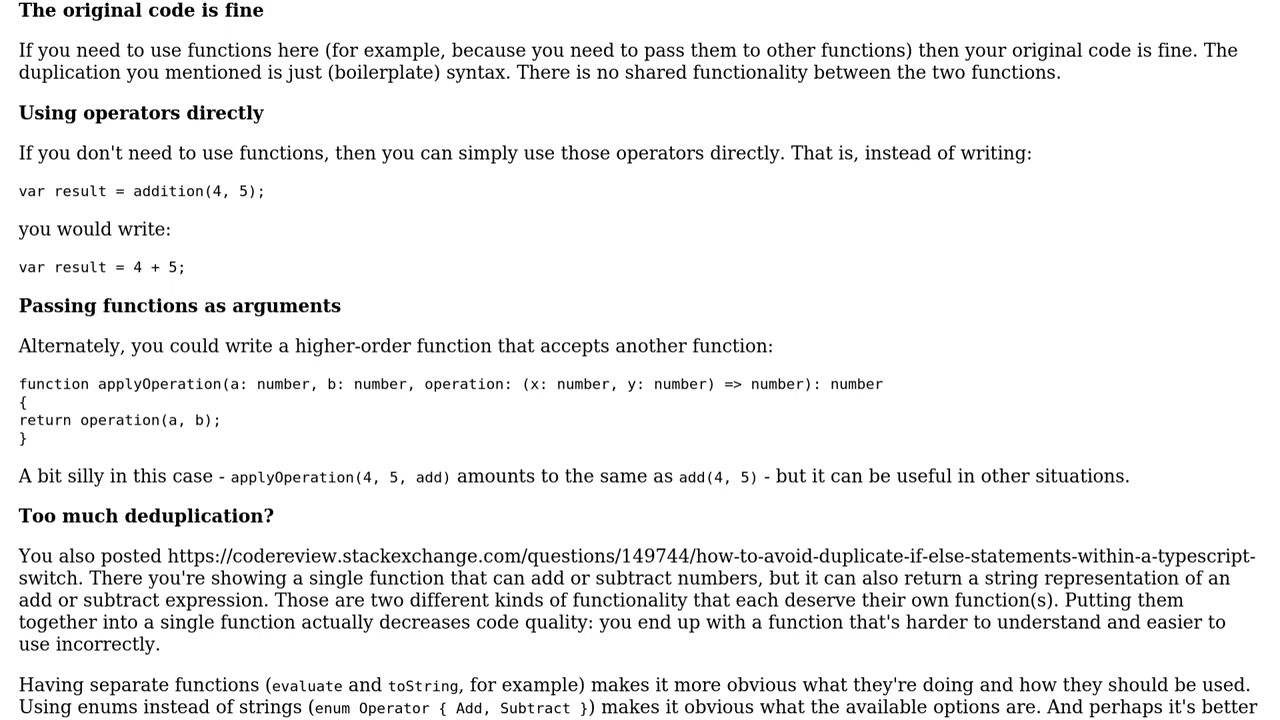 The original code is fine
If you need to use functions here (for example, because you need to pass them to other functions) then your original code is fine. The
duplication you mentioned is just (boilerplate) syntax. There is no shared functionality between the two functions.
Using operators directly
If you don't need to use functions, then you can simply use those operators directly. That is, instead of writing:
var result = addition(4, 5);
you would write:
var result = 4 + 5;
Passing functions as arguments
Alternately, you could write a higher-order function that accepts another function:
function applyOperation(a: number, b: number, operation: (x: number, y: number) => number): number
{
return operation(a, b);
}
A bit silly in this case - applyOperation(4, 5, add) amounts to the same as add(4, 5) - but it can be useful in other situations.
Too much deduplication?
You also posted https://codereview.stackexchange.com/questions/149744/how-to-avoid-duplicate-if-else-statements-within-a-typescript-
switch. There you're showing a single function that can add or subtract numbers, but it can also return a string representation of an
add or subtract expression. Those are two different kinds of functionality that each deserve their own function(s). Putting them
together into a single function actually decreases code quality: you end up with a function that's harder to understand and easier to
use incorrectly.
Having separate functions (evaluate and toString, for example) makes it more obvious what they're doing and how they should be used.
Using enums instead of strings (enum Operator { Add, Subtract }) makes it obvious what the available options are. And perhaps it's better